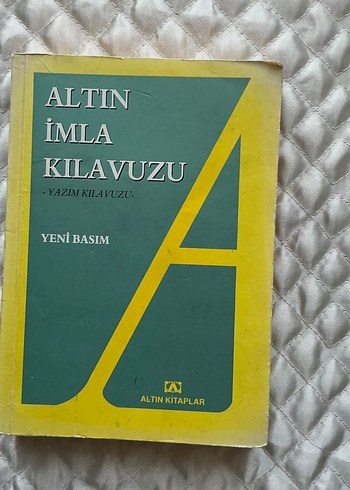 ALTIN
İMLA
KILAVUZU
- YAZIM KILAVUZU-
YENİ BASIM
ALTIN KİTAPLAR